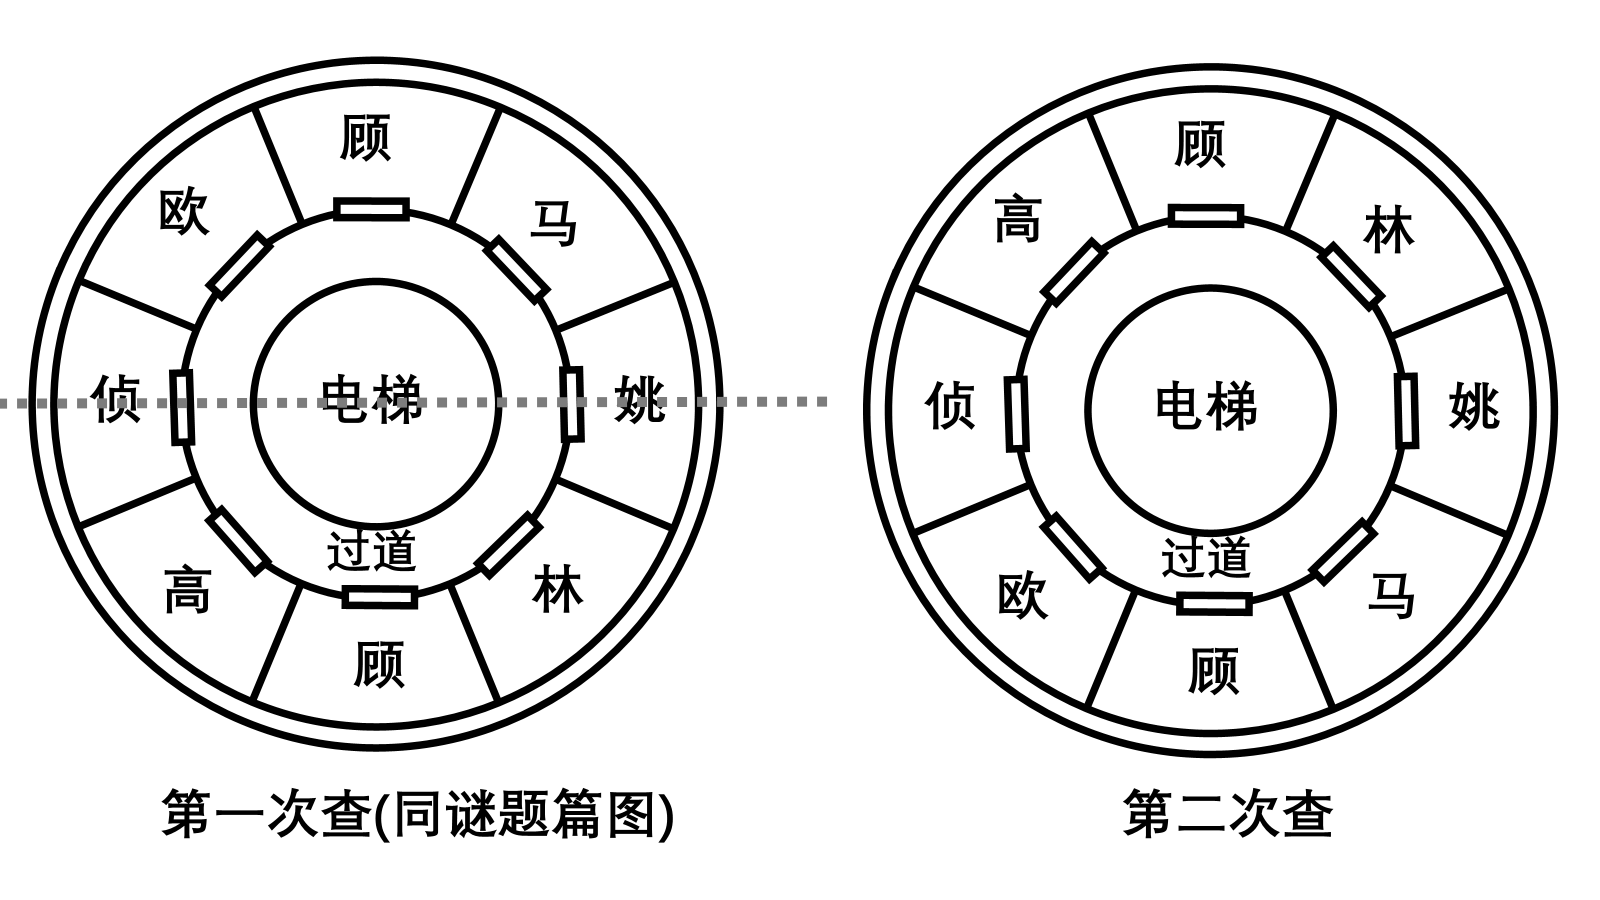 顾
欧
马
侦
电梯
姚
过道
高
林
顾
第一次查(同谜题篇图)
顾
高
林
侦
电梯
姚
过道
欧
马
顾
第二次查